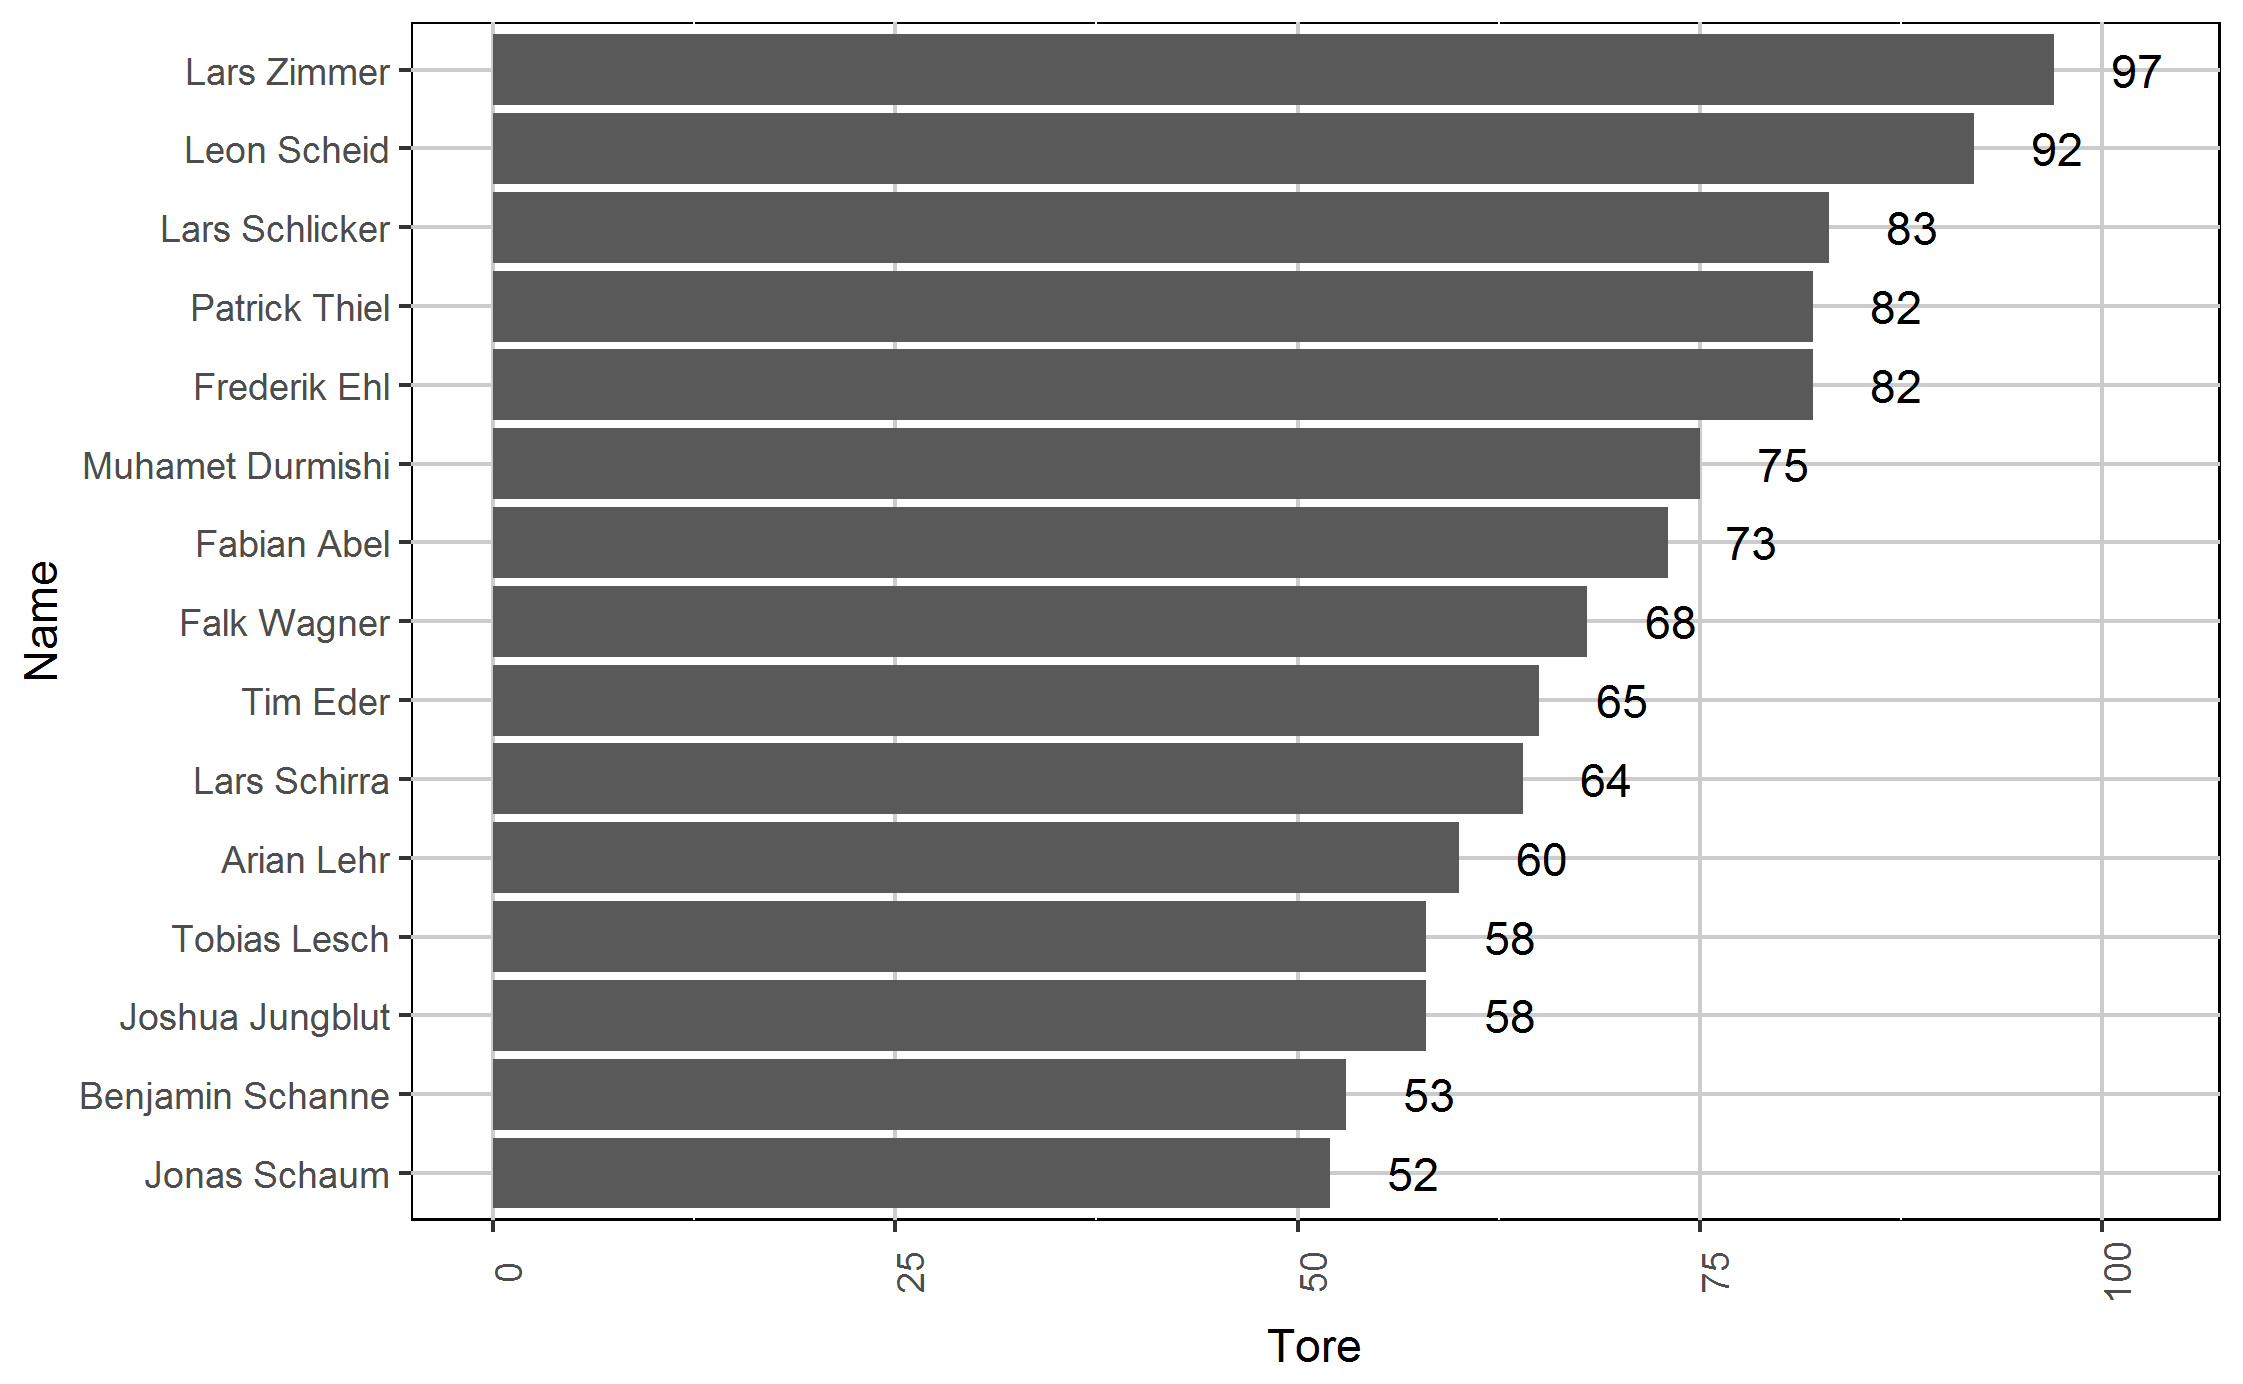 Lars Zimmer 97
Leon Scheid 92
Lars Schlicker 83
Patrick Thiel 82
Frederik Ehl 82
Muhamet Durmishi 75
Fabian Abel 73
Falk Wagner 68
Tim Eder 65
Lars Schirra 64
Arian Lehr 60
Tobias Lesch 58
Joshua Jungblut 58
Benjamin Schanne 53
Jonas Schaum 52
Name
0 25 50 75 100
Tore